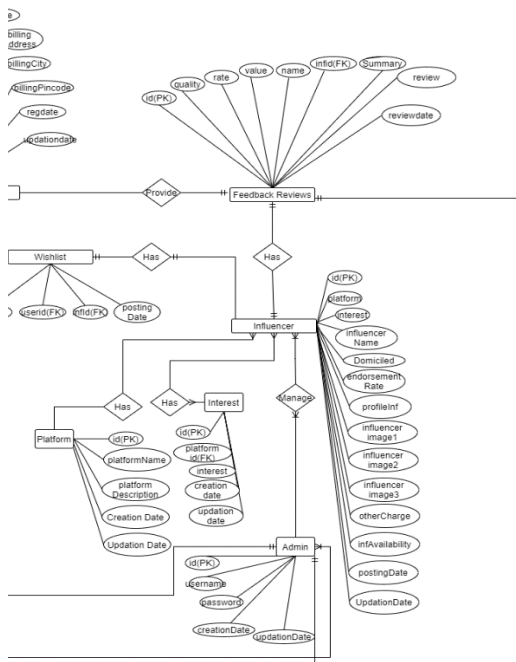 billing
address
billingCity
billingPincode
regdate
updationdate
id(PK)
quality
rate
value
name
infid(FK)
Summary
review
reviewdate
Provide
Feedback Reviews
Wishlist
Has
Has
userid(FK)
infid(FK)
posting
Date
Influencer
id(PK)
platform
interest
influencer
Name
Domiciled
endorsement
Rate
profileInf
influencer
image1
influencer
image2
influencer
image3
otherCharge
infAvailability
postingDate
UpdationDate
Has
Has
Interest
Manage
Platform
id(PK)
platformName
platform
Description
Creation Date
Updation Date
id(PK)
platform
id(FK)
interest
creation
date
updation
date
Admin
id(PK)
username
password
creationDate
updationDate